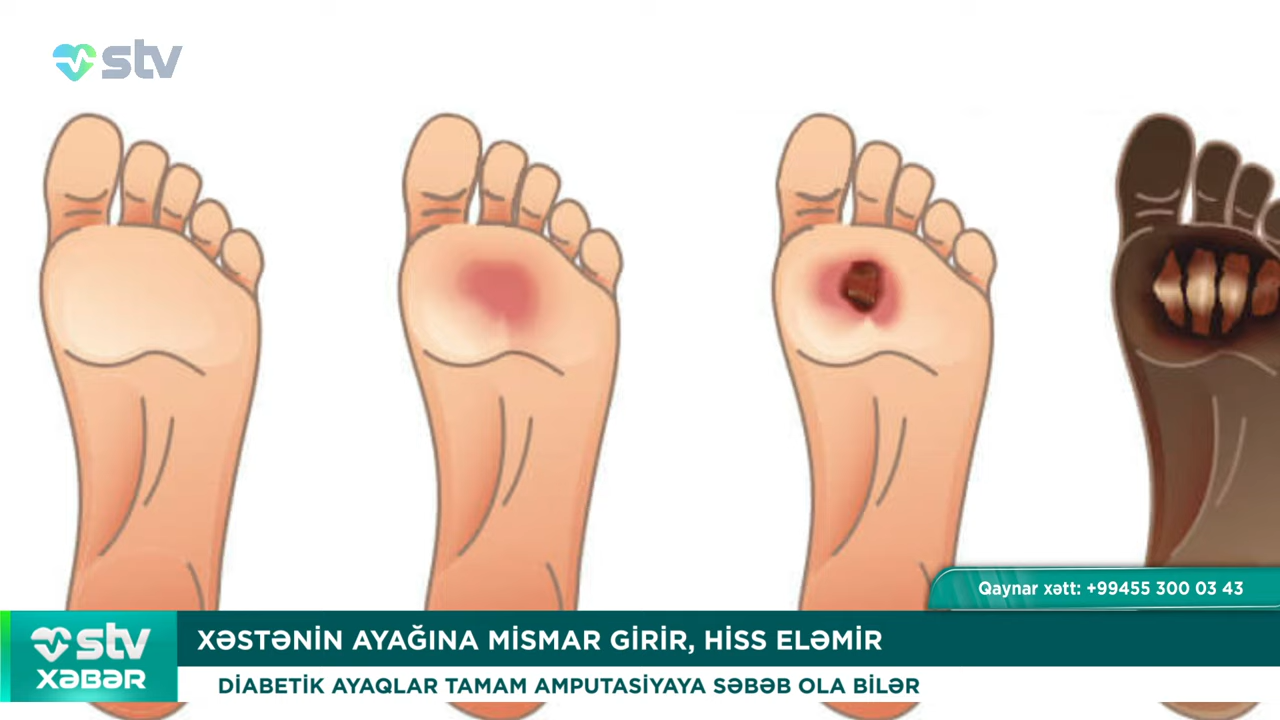 stv
Qaynar xətt: +99455 300 03 43
stv
XƏBƏR
XƏSTƏNİN AYAĞINA MİSMAR GİRİR, HİSS ELƏMİR
DİABETİK AYAQLAR TAMAM AMPUTASİYAYA SƏBƏB OLA BİLƏR